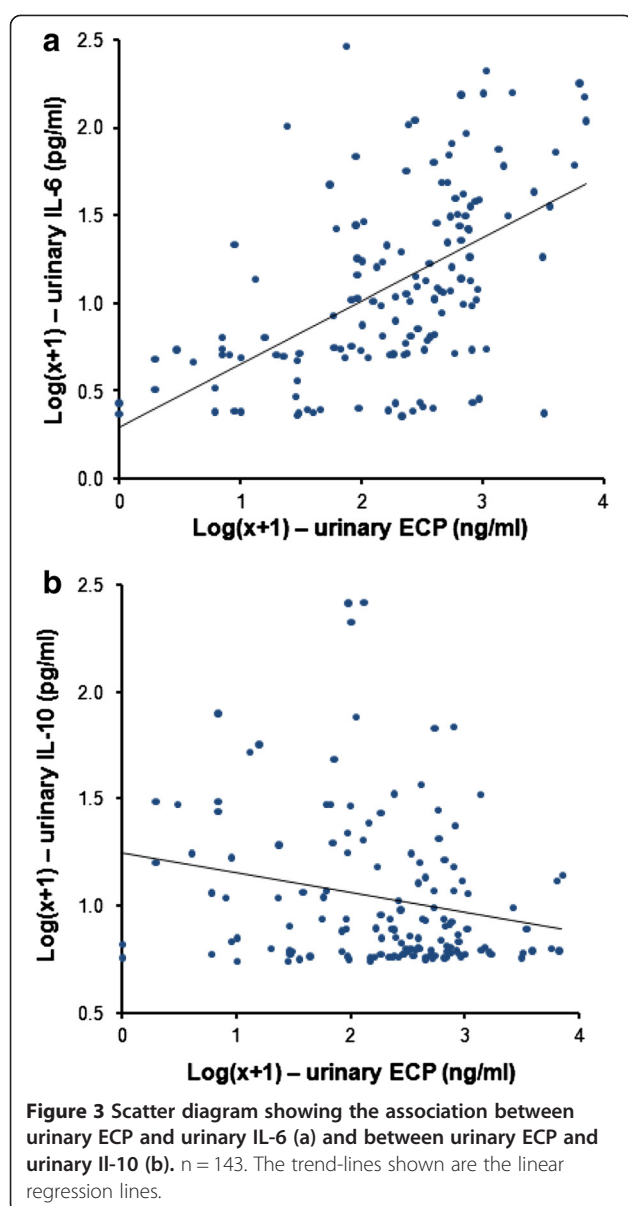 a
2.5
2.0
1.5
1.0
0.5
0.0
Log(x+1) – urinary IL-6 (pg/ml)
0 1 2 3 4
Log(x+1) – urinary ECP (ng/ml)
b
2.5
2.0
1.5
1.0
0.5
Log(x+1) – urinary IL-10 (pg/ml)
0 1 2 3 4
Log(x+1) – urinary ECP (ng/ml)
Figure 3 Scatter diagram showing the association between
urinary ECP and urinary IL-6 (a) and between urinary ECP and
urinary Il-10 (b). n = 143. The trend-lines shown are the linear
regression lines.